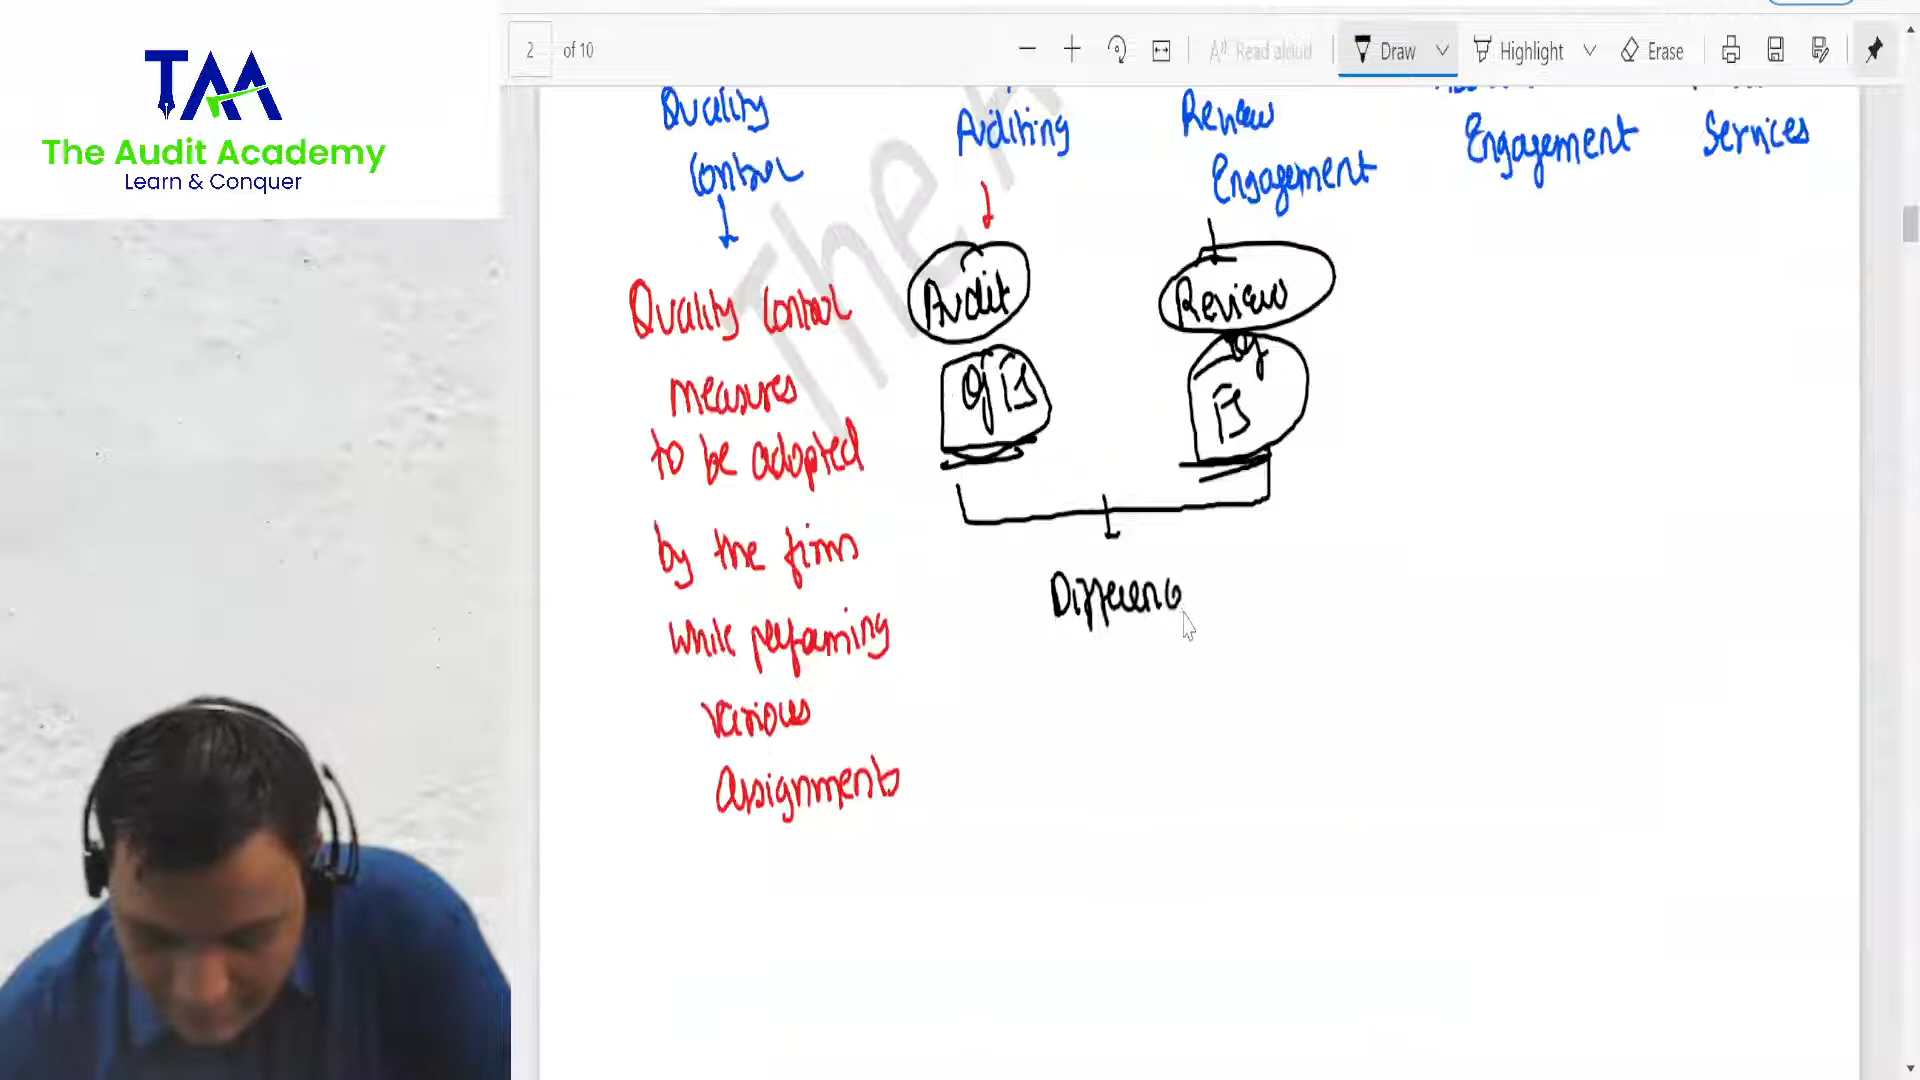 TAA
The Audit Academy
Learn & Conquer
2 of 10
Read aloud
Draw
Highlight
Erase
Quality
Control
Auditing
Review
Engagement
Engagement
Services
The A
Quality Control
measures
to be adopted
by the firm
while performing
various
assignments
Audit
of FS
Review
of
FS
Differenc